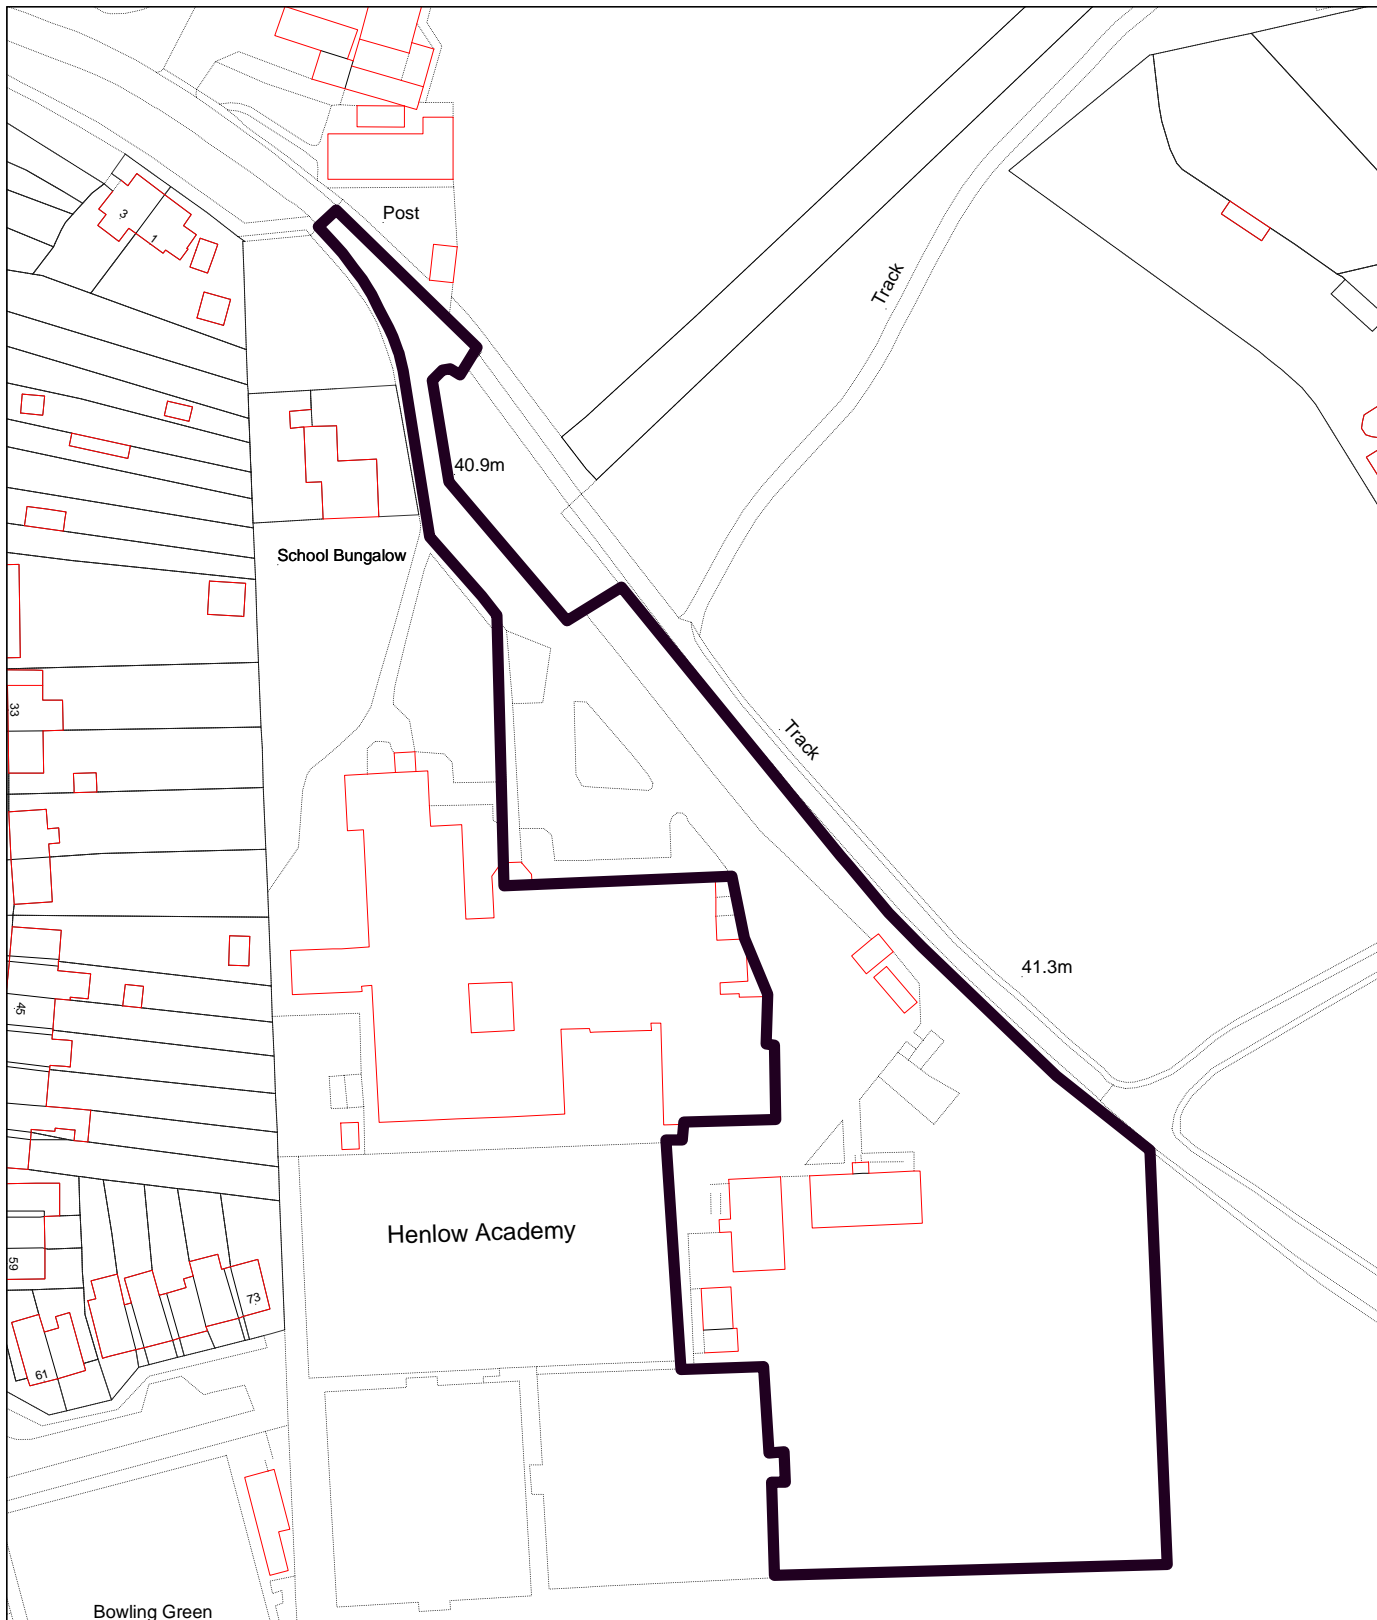 Post
3
1
Track
40.9m
School Bungalow
33
Track
41.3m
45
Henlow Academy
59
73
61
Bowling Green